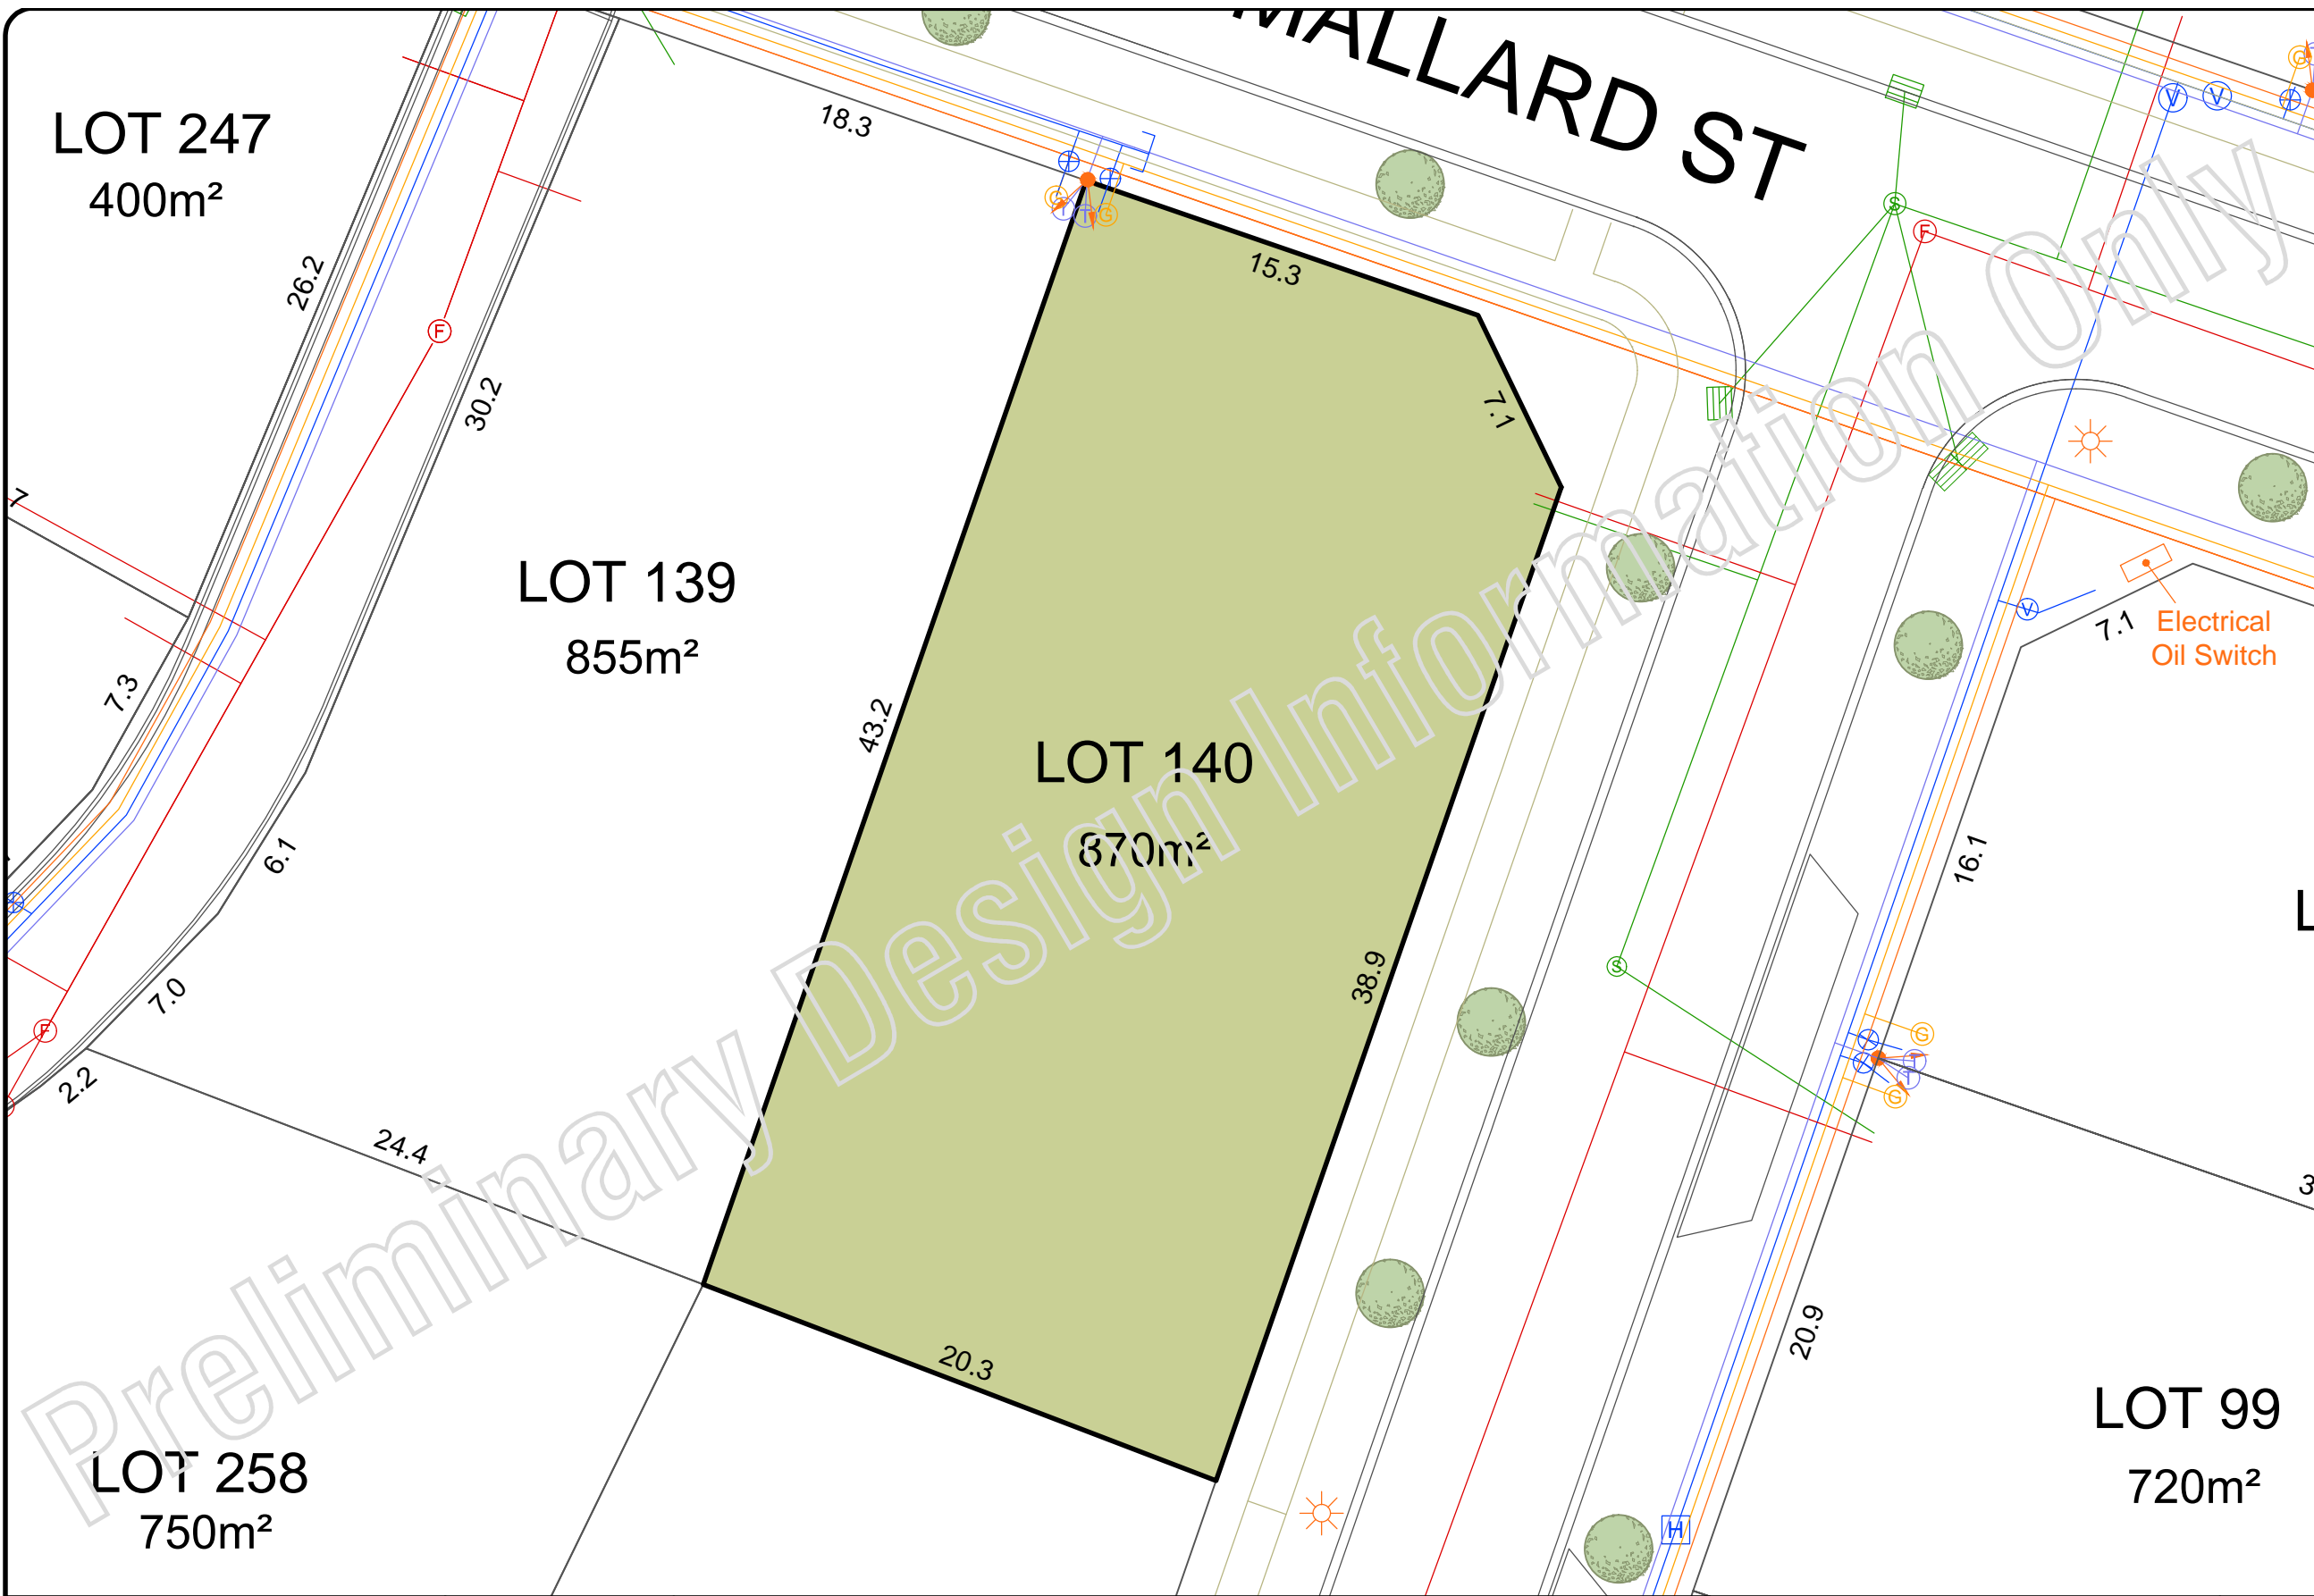 MALLARD ST
LOT 247
400m²
18.3
15.3
26.2
30.2
7.1
7
LOT 139
855m²
7.3
43.2
LOT 140
870m²
6.1
7.0
2.2
24.4
38.9
20.3
Electrical
Oil Switch
7.1
16.1
20.9
LOT 99
720m²
LOT 258
750m²
Preliminary Design Information Only
F
F
F
S
S
V
V
V
G
G
G
G
T
T
T
T
H